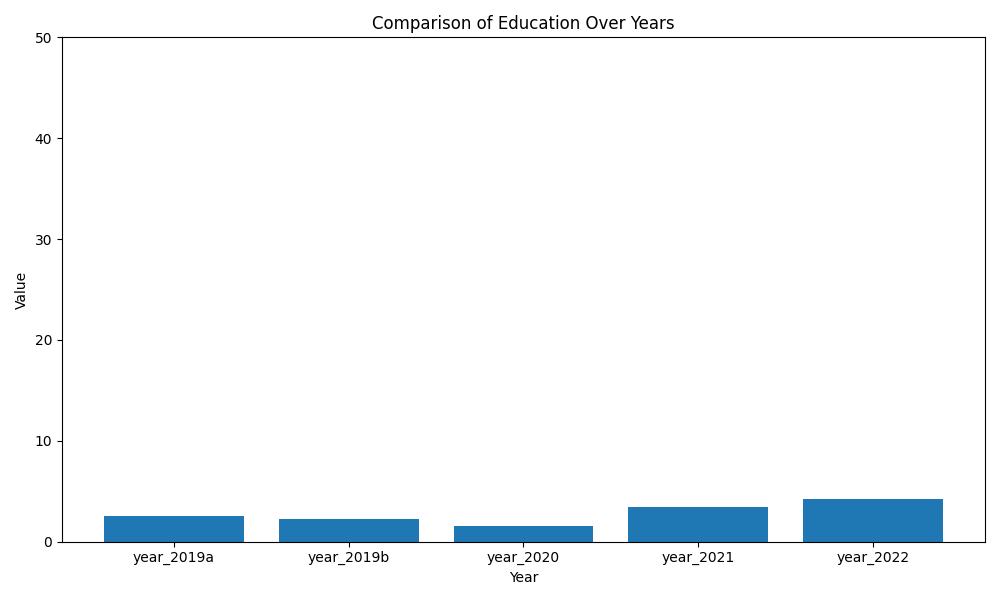 Comparison of Education Over Years
50
40
30
20
10
0
Value
year_2019a year_2019b year_2020 year_2021 year_2022
Year